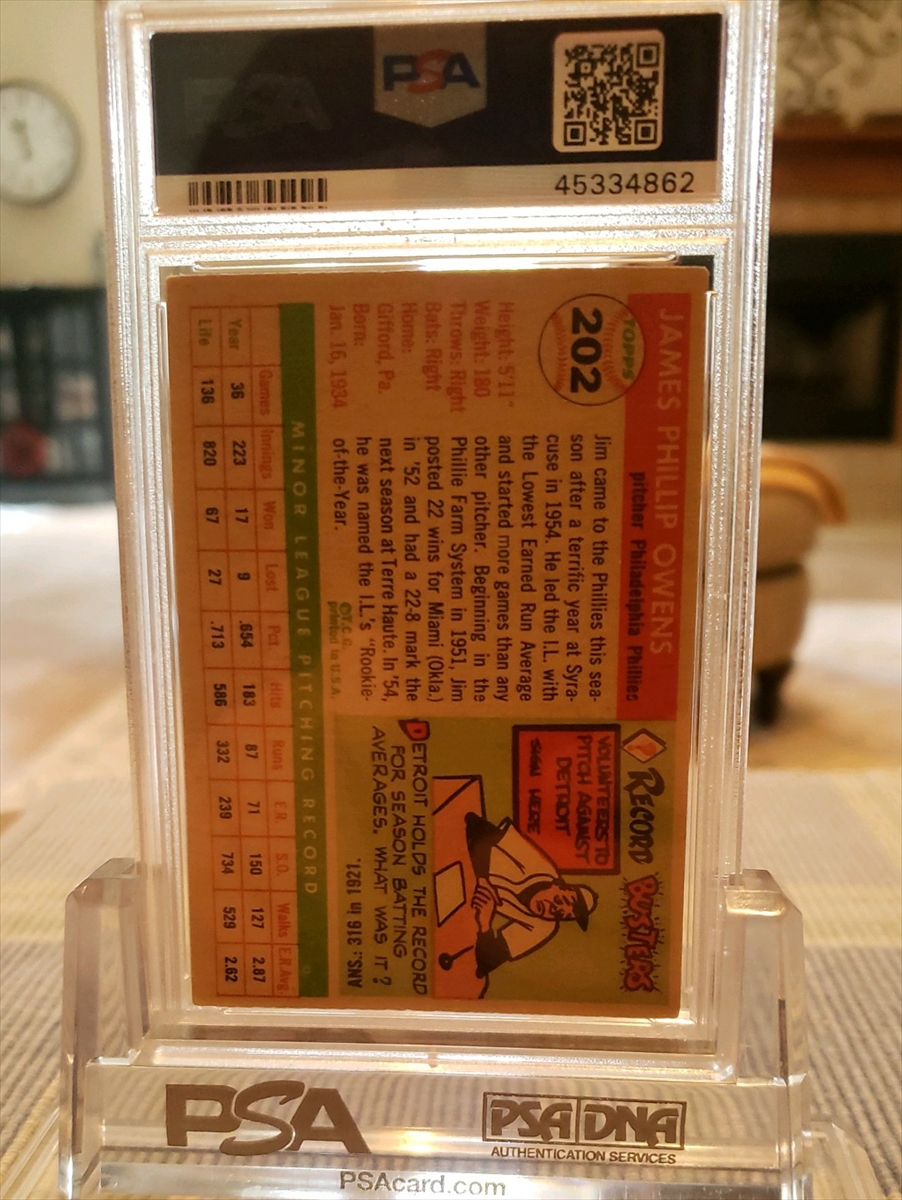 PSA
45334862
JAMES PHILLIP OWENS
pitcher Philadelphia Phillies
TOPPS
202
Height: 5'11"
Weight: 180
Throws: Right
Bats: Right
Home:
Gifford, Pa.
Born:
Jan. 16, 1934
Jim came to the Phillies this sea-
son after a terrific year at Syra-
cuse in 1954. He led the I.L. with
the Lowest Earned Run Average
and started more games than any
other pitcher. Beginning in the
Phillie Farm System in 1951, Jim
posted 22 wins for Miami (Okla.)
in '52 and had a 22-8 mark the
next season at Terre Haute. In '54,
he was named the I.L.'s "Rookie-
of-the-Year.
©T.C.G.
printed in U.S.A.
RECORD BUSTERS
VOLUNTEERS TO
PITCH AGAINST
DETROIT
SIGN HERE
DETROIT HOLDS THE RECORD
FOR SEASON BATTING
AVERAGES. WHAT WAS IT?
ANS: 316 in 1921.
MINOR LEAGUE PITCHING RECORD
Games Innings Won Lost Pct. Hits Runs E.R. S.O. Walks E.R.Avg.
Year 36 223 17 9 .654 183 87 71 150 127 2.87
Life 136 820 67 27 .713 586 332 239 734 529 2.62
PSA
PSA DNA
AUTHENTICATION SERVICES
PSAcard.com